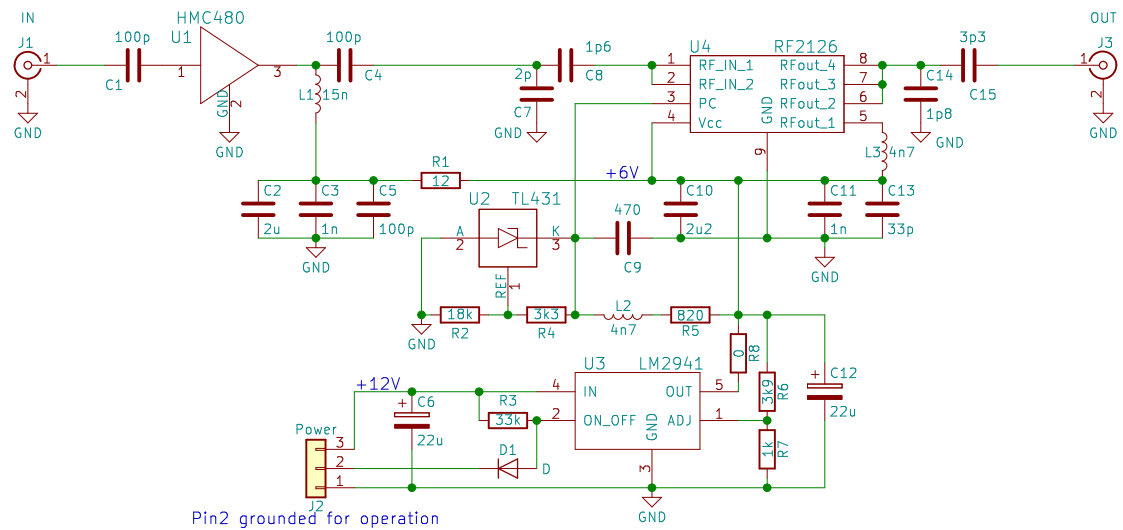 IN
HMC480
OUT
J1
U1
100p
100p
1p6
U4
RF2126
3p3
J3
1
1
3
1
RF_IN_1
RFout_4
8
1
C1
C4
2p
C8
2
RF_IN_2
RFout_3
7
C14
C15
2
GND
2
L1
15n
C7
3
PC
GND
RFout_2
6
1p8
2
GND
GND
GND
4
Vcc
RFout_1
5
GND
GND
9
L3
4n7
R1
12
+6V
C2
C3
C5
U2
TL431
C10
C11
C13
2u
1n
100p
A
2
K
3
470
C9
2u2
1n
33p
GND
REF
1
GND
18k
3k3
L2
820
R2
R4
4n7
R5
GND
U3
LM2941
0
R8
+12V
4
IN
OUT
5
3k9
R6
C12
+
+
C6
R3
33k
2
ON_OFF
GND
ADJ
1
22u
22u
Power
3
D1
1k
R7
2
D
3
1
J2
GND
Pin2 grounded for operation